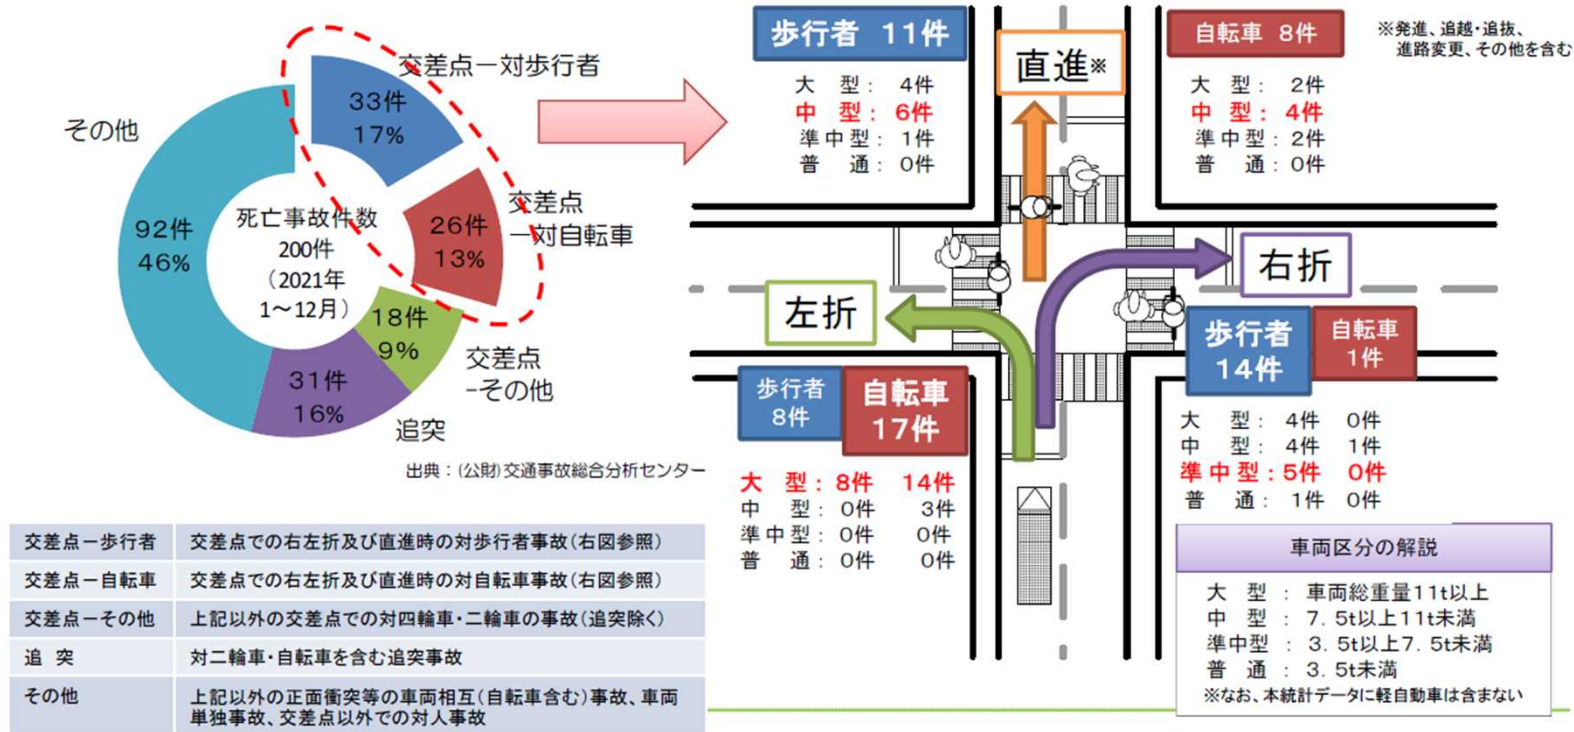 交差点－対歩行者
33件
17%
その他
92件
46%
死亡事故件数
200件
（2021年
1～12月）
交差点
－対自転車
26件
13%
18件
9%
交差点
-その他
31件
16%
追突
出典：（公財）交通事故総合分析センター
交差点－歩行者 交差点での右左折及び直進時の対歩行者事故（右図参照）
交差点－自転車 交差点での右左折及び直進時の対自転車事故（右図参照）
交差点－その他 上記以外の交差点での対四輪車・二輪車の事故（追突除く）
追 突 対二輪車・自転車を含む追突事故
その他 上記以外の正面衝突等の車両相互（自転車含む）事故、車両
単独事故、交差点以外での対人事故
歩行者 11件
大 型： 4件
中 型： 6件
準中型： 1件
普 通： 0件
直進※
自転車 8件
大 型： 2件
中 型： 4件
準中型： 2件
普 通： 0件
※発進、追越・追抜、
進路変更、その他を含む
左折
歩行者
8件
自転車
17件
大 型： 8件 14件
中 型： 0件 3件
準中型： 0件 0件
普 通： 0件 0件
右折
歩行者
14件
自転車
1件
大 型： 4件 0件
中 型： 4件 1件
準中型：5件 0件
普 通： 1件 0件
車両区分の解説
大 型 ： 車両総重量11t以上
中 型 ： 7．5t以上11t未満
準中型 ： 3．5t以上7．5t未満
普 通 ： 3．5t未満
※なお、本統計データに軽自動車は含まない